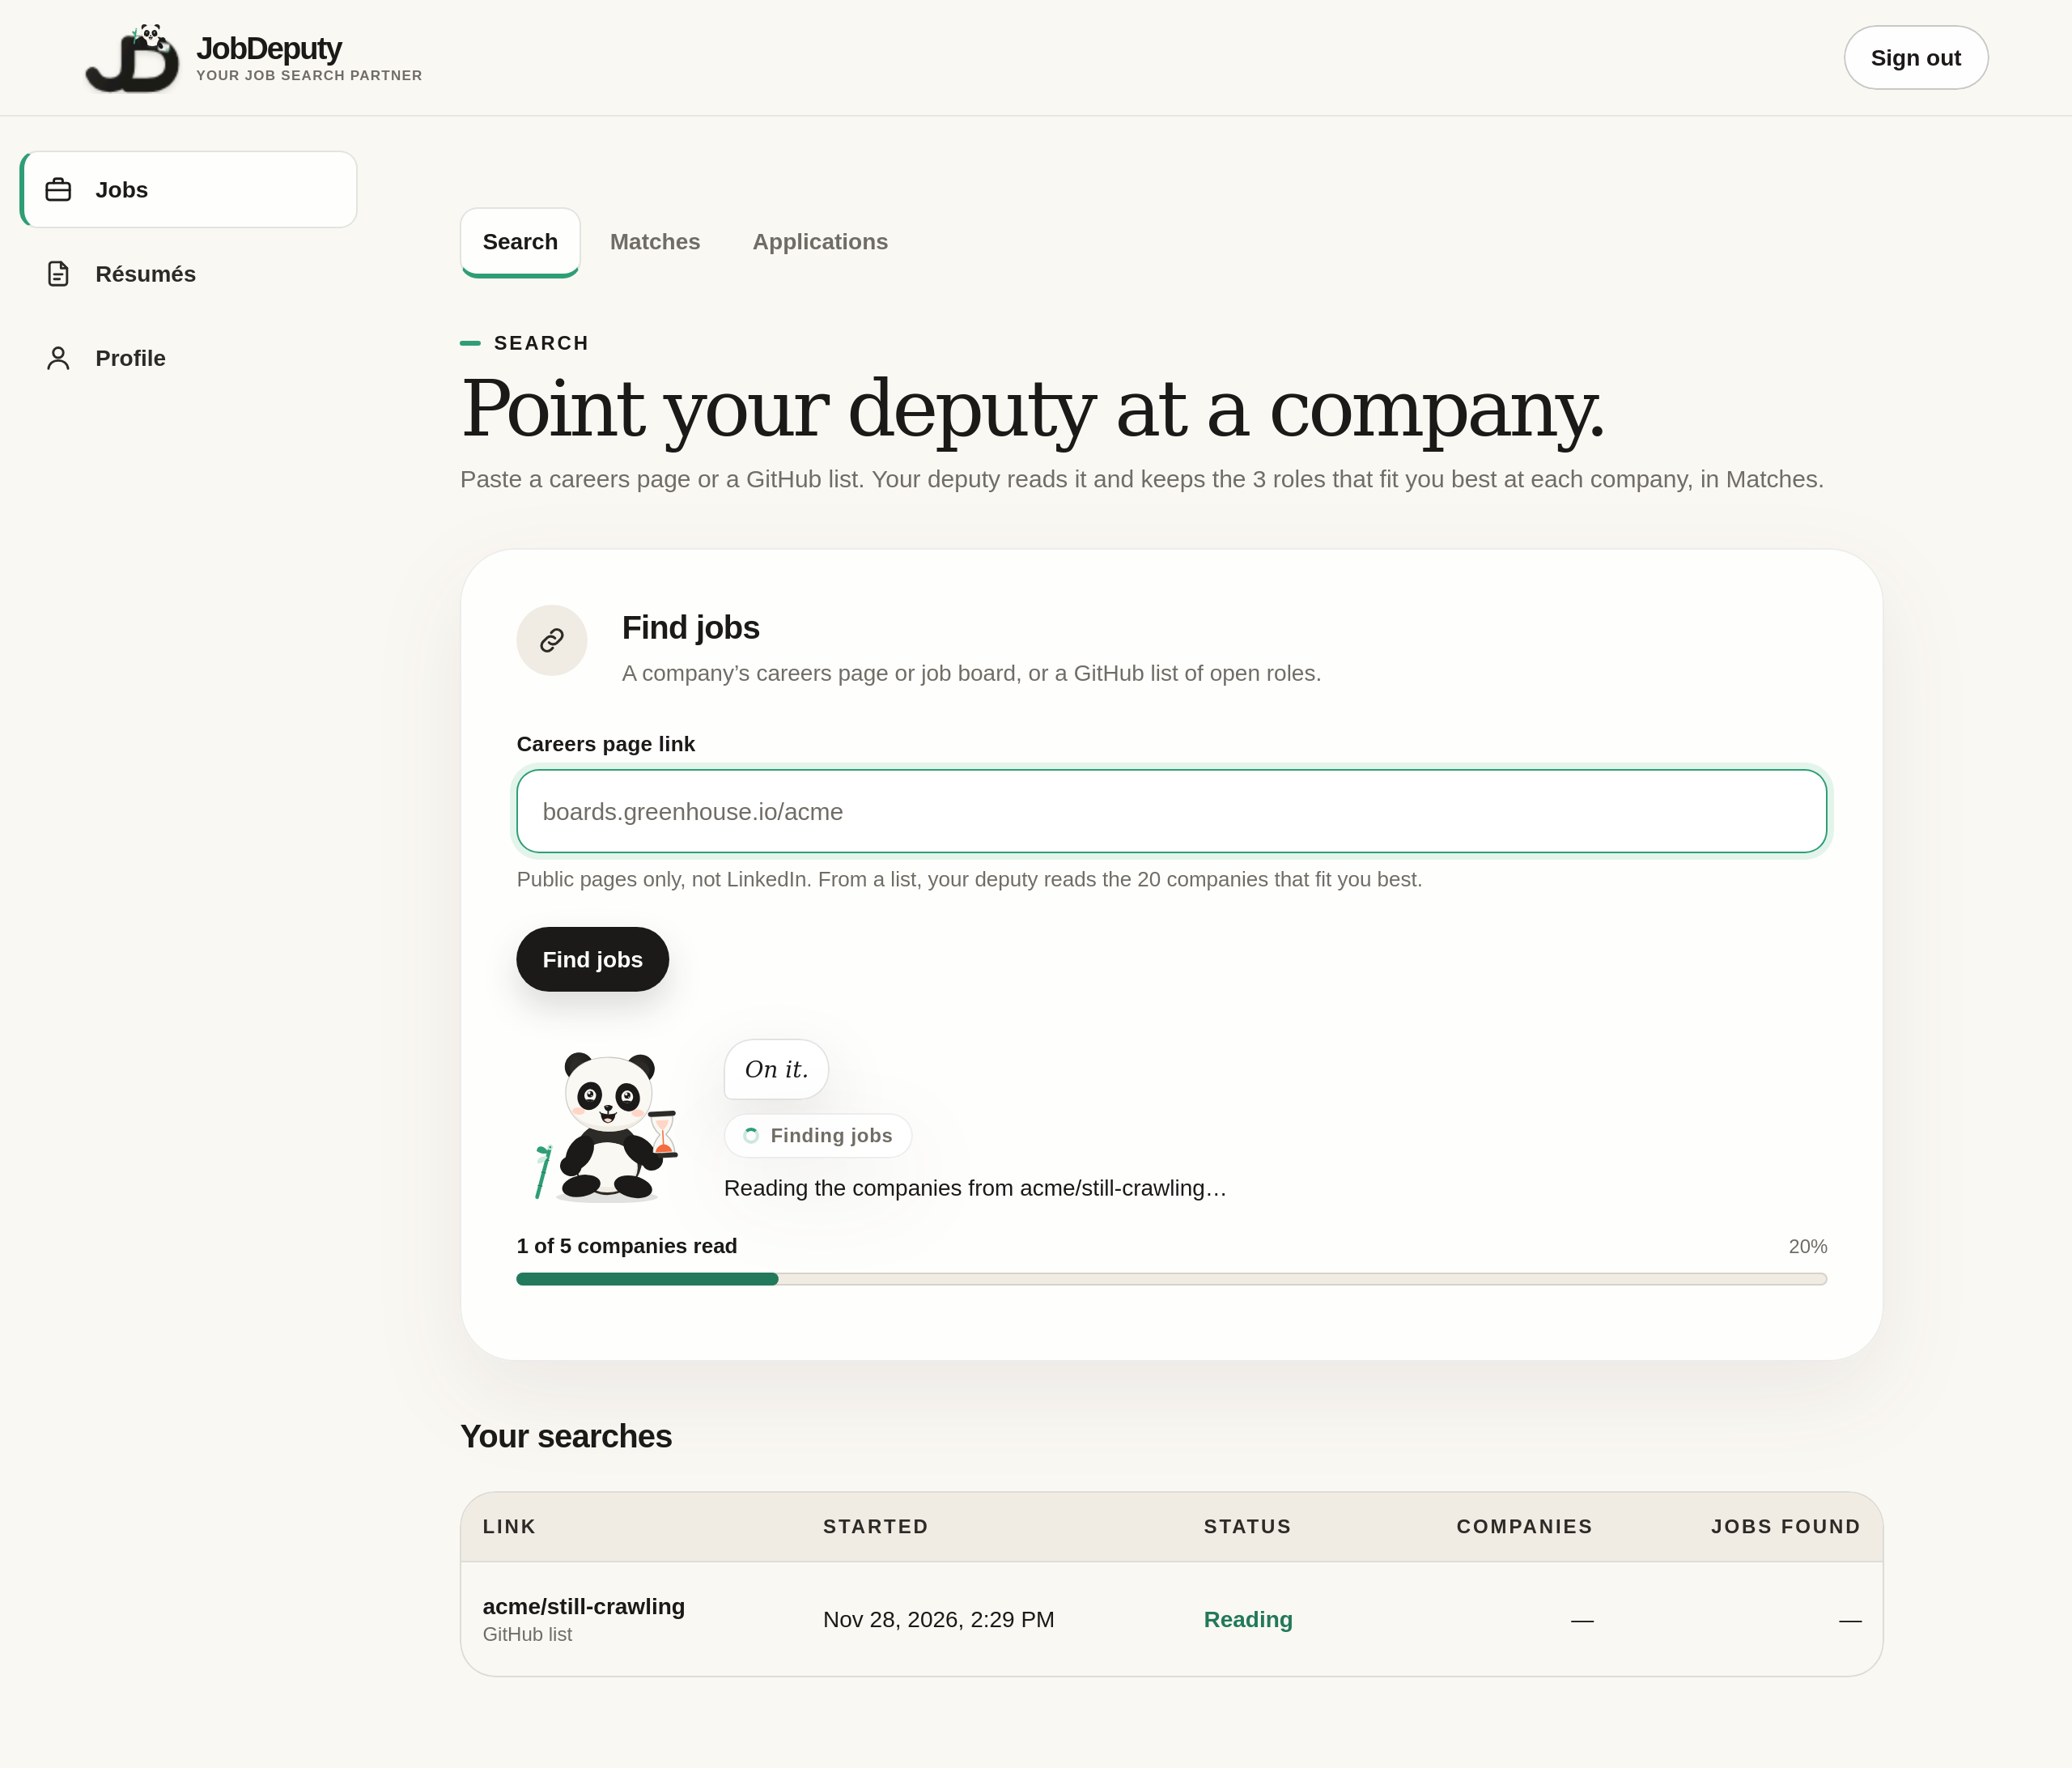 JobDeputy
YOUR JOB SEARCH PARTNER
Sign out
Jobs
Résumés
Profile
Search
Matches
Applications
SEARCH
Point your deputy at a company.
Paste a careers page or a GitHub list. Your deputy reads it and keeps the 3 roles that fit you best at each company, in Matches.
Find jobs
A company’s careers page or job board, or a GitHub list of open roles.
Careers page link
boards.greenhouse.io/acme
Public pages only, not LinkedIn. From a list, your deputy reads the 20 companies that fit you best.
Find jobs
On it.
Finding jobs
Reading the companies from acme/still-crawling…
1 of 5 companies read 20%
Your searches
LINK STARTED STATUS COMPANIES JOBS FOUND
acme/still-crawling
GitHub list
Nov 28, 2026, 2:29 PM Reading — —